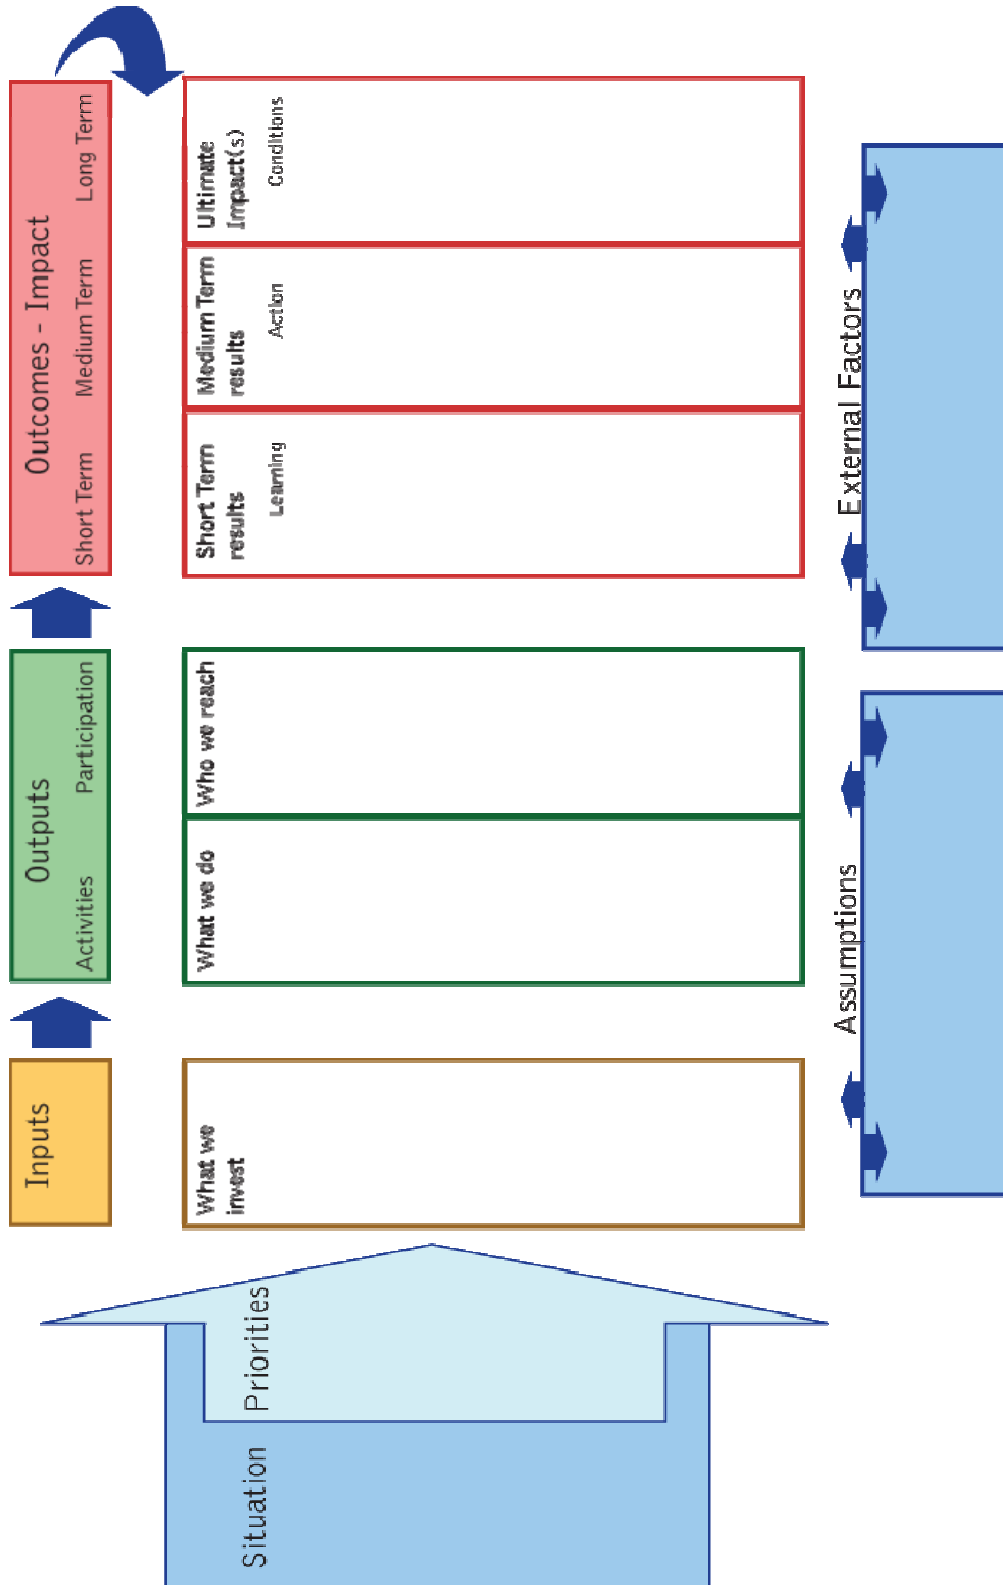 Situation
Priorities
Inputs
Outputs
Activities
Participation
Outcomes - Impact
Short Term
Medium Term
Long Term
What we
invest
What we do
Who we reach
Short Term
results
Learning
Medium Term
results
Action
Ultimate
Impact(s)
Conditions
Assumptions
External Factors